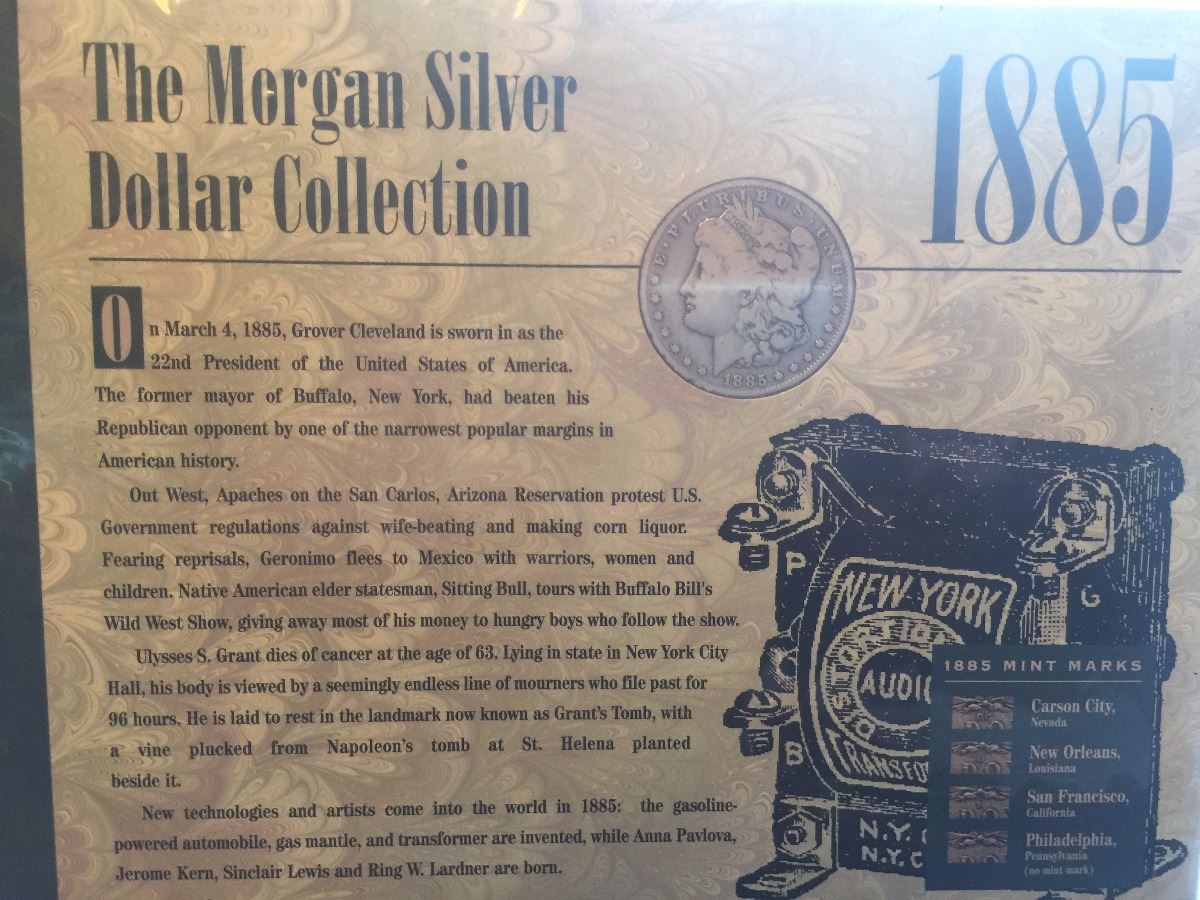 The Morgan Silver
Dollar Collection
1885
E · PLURIBUS · UNUM
1885
On March 4, 1885, Grover Cleveland is sworn in as the
22nd President of the United States of America.
The former mayor of Buffalo, New York, had beaten his
Republican opponent by one of the narrowest popular margins in
American history.
Out West, Apaches on the San Carlos, Arizona Reservation protest U.S.
Government regulations against wife-beating and making corn liquor.
Fearing reprisals, Geronimo flees to Mexico with warriors, women and
children. Native American elder statesman, Sitting Bull, tours with Buffalo Bill's
Wild West Show, giving away most of his money to hungry boys who follow the show.
Ulysses S. Grant dies of cancer at the age of 63. Lying in state in New York City
Hall, his body is viewed by a seemingly endless line of mourners who file past for
96 hours. He is laid to rest in the landmark now known as Grant's Tomb, with
a vine plucked from Napoleon's tomb at St. Helena planted
beside it.
New technologies and artists come into the world in 1885: the gasoline-
powered automobile, gas mantle, and transformer are invented, while Anna Pavlova,
Jerome Kern, Sinclair Lewis and Ring W. Lardner are born.
P
G
NEW YORK
AUDIO
B
N.Y.
N.Y.C
1885 MINT MARKS
Carson City,
Nevada
New Orleans,
Louisiana
San Francisco,
California
Philadelphia,
Pennsylvania
(no mint mark)